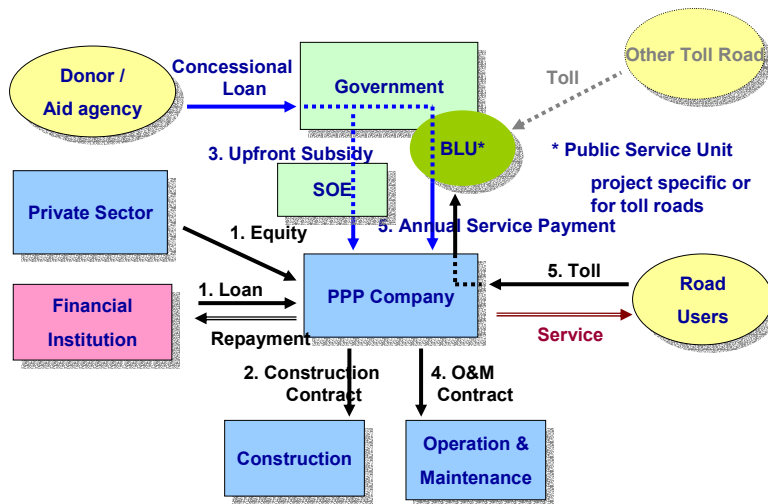 Donor /
Aid agency
Concessional
Loan
Government
Toll
Other Toll Road
3. Upfront Subsidy
BLU*
* Public Service Unit
project specific or
for toll roads
SOE
Private Sector
1. Equity
5. Annual Service Payment
Financial
Institution
1. Loan
Repayment
PPP Company
5. Toll
Service
Road
Users
2. Construction
Contract
4. O&M
Contract
Construction
Operation &
Maintenance